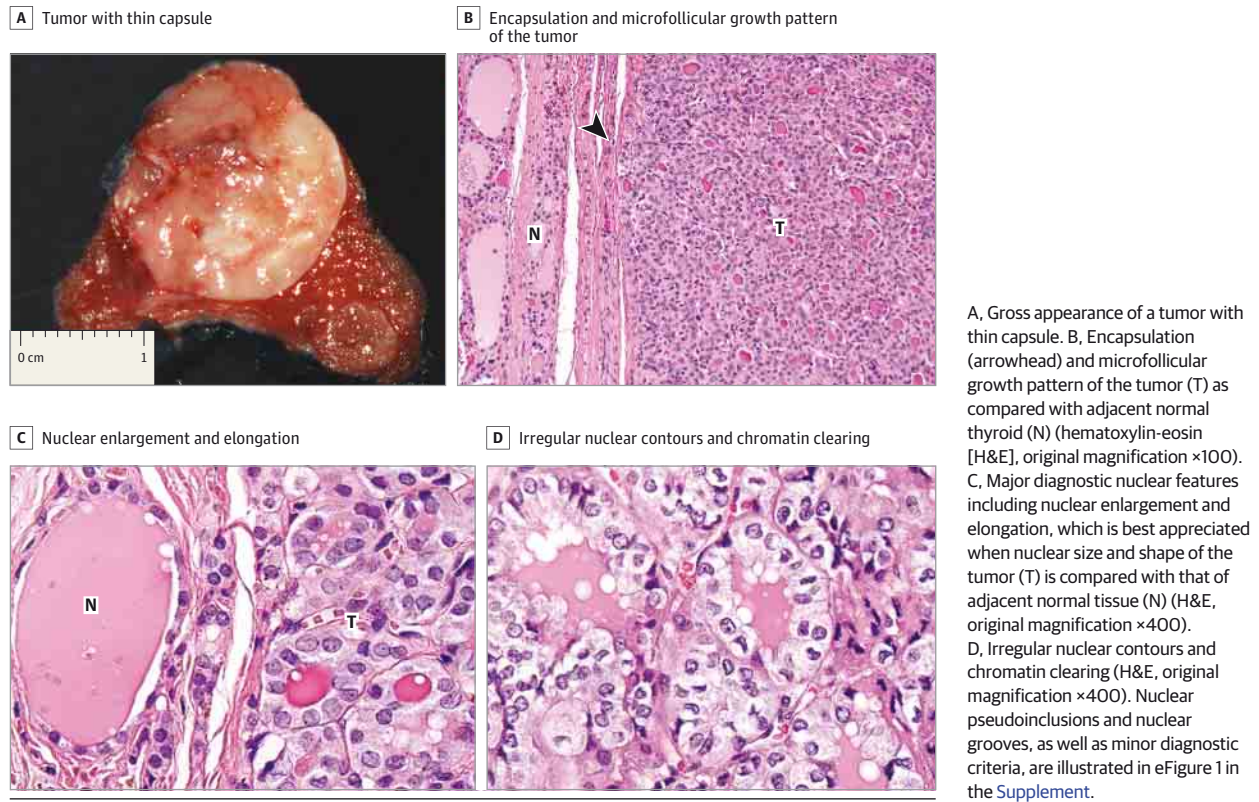 A Tumor with thin capsule
B Encapsulation and microfollicular growth pattern
of the tumor
N
T
0 cm 1
C Nuclear enlargement and elongation
D Irregular nuclear contours and chromatin clearing
N
T
A, Gross appearance of a tumor with
thin capsule. B, Encapsulation
(arrowhead) and microfollicular
growth pattern of the tumor (T) as
compared with adjacent normal
thyroid (N) (hematoxylin-eosin
[H&E], original magnification ×100).
C, Major diagnostic nuclear features
including nuclear enlargement and
elongation, which is best appreciated
when nuclear size and shape of the
tumor (T) is compared with that of
adjacent normal tissue (N) (H&E,
original magnification ×400).
D, Irregular nuclear contours and
chromatin clearing (H&E, original
magnification ×400). Nuclear
pseudoinclusions and nuclear
grooves, as well as minor diagnostic
criteria, are illustrated in eFigure 1 in
the Supplement.